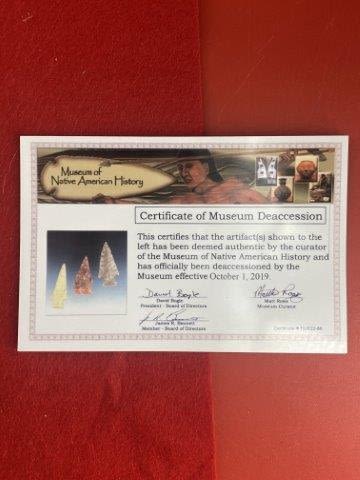 Museum of
Native American History
Certificate of Museum Deaccession
This certifies that the artifact(s) shown to the
left has been deemed authentic by the curator
of the Museum of Native American History and
has officially been deaccessioned by the
Museum effective October 1, 2019.
David Bogle
President - Board of Directors
Matt Rowe
Museum Curator
James R. Bennett
Member - Board of Directors
Certificate #